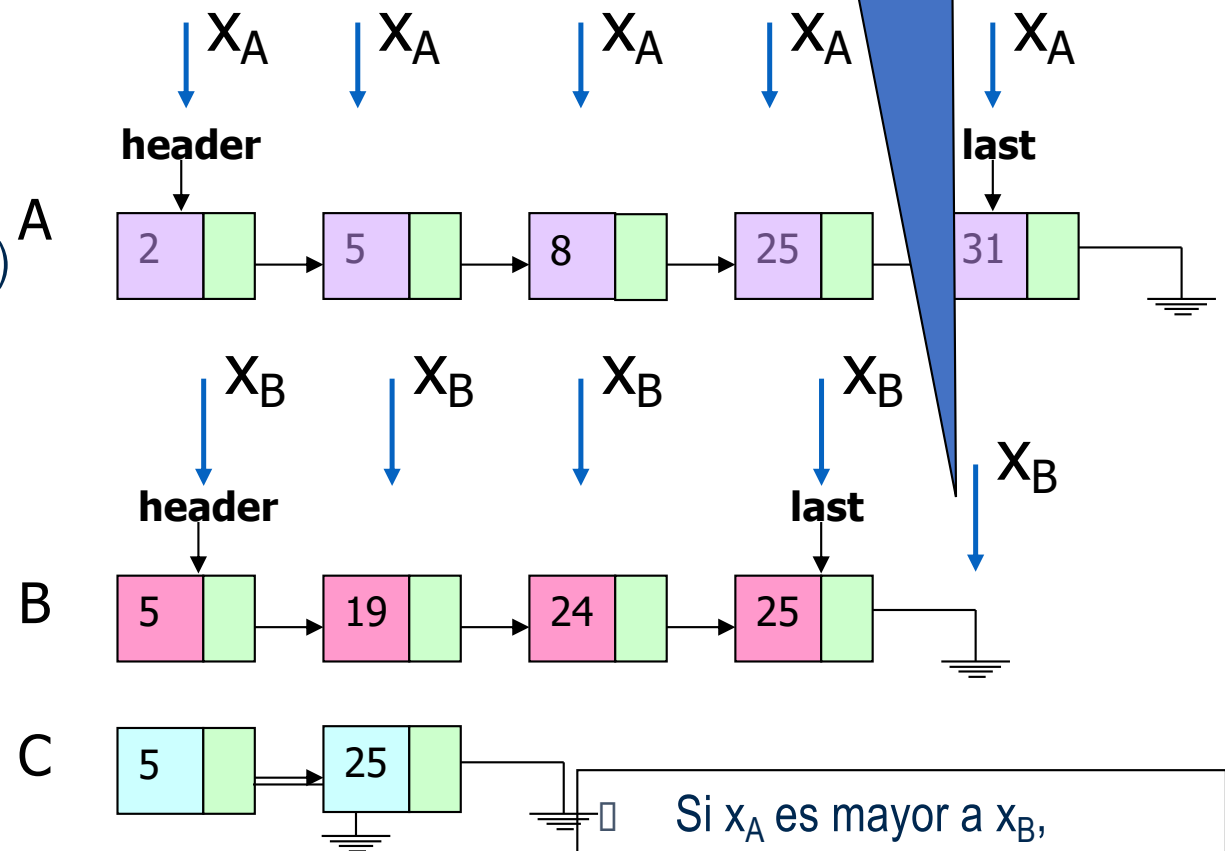 xA xA xA xA xA
header last
A
)
2 5 8 25 31
xB xB xB xB
xB
header last
B
5 19 24 25
C
5 25
▯ Si xA es mayor a xB,